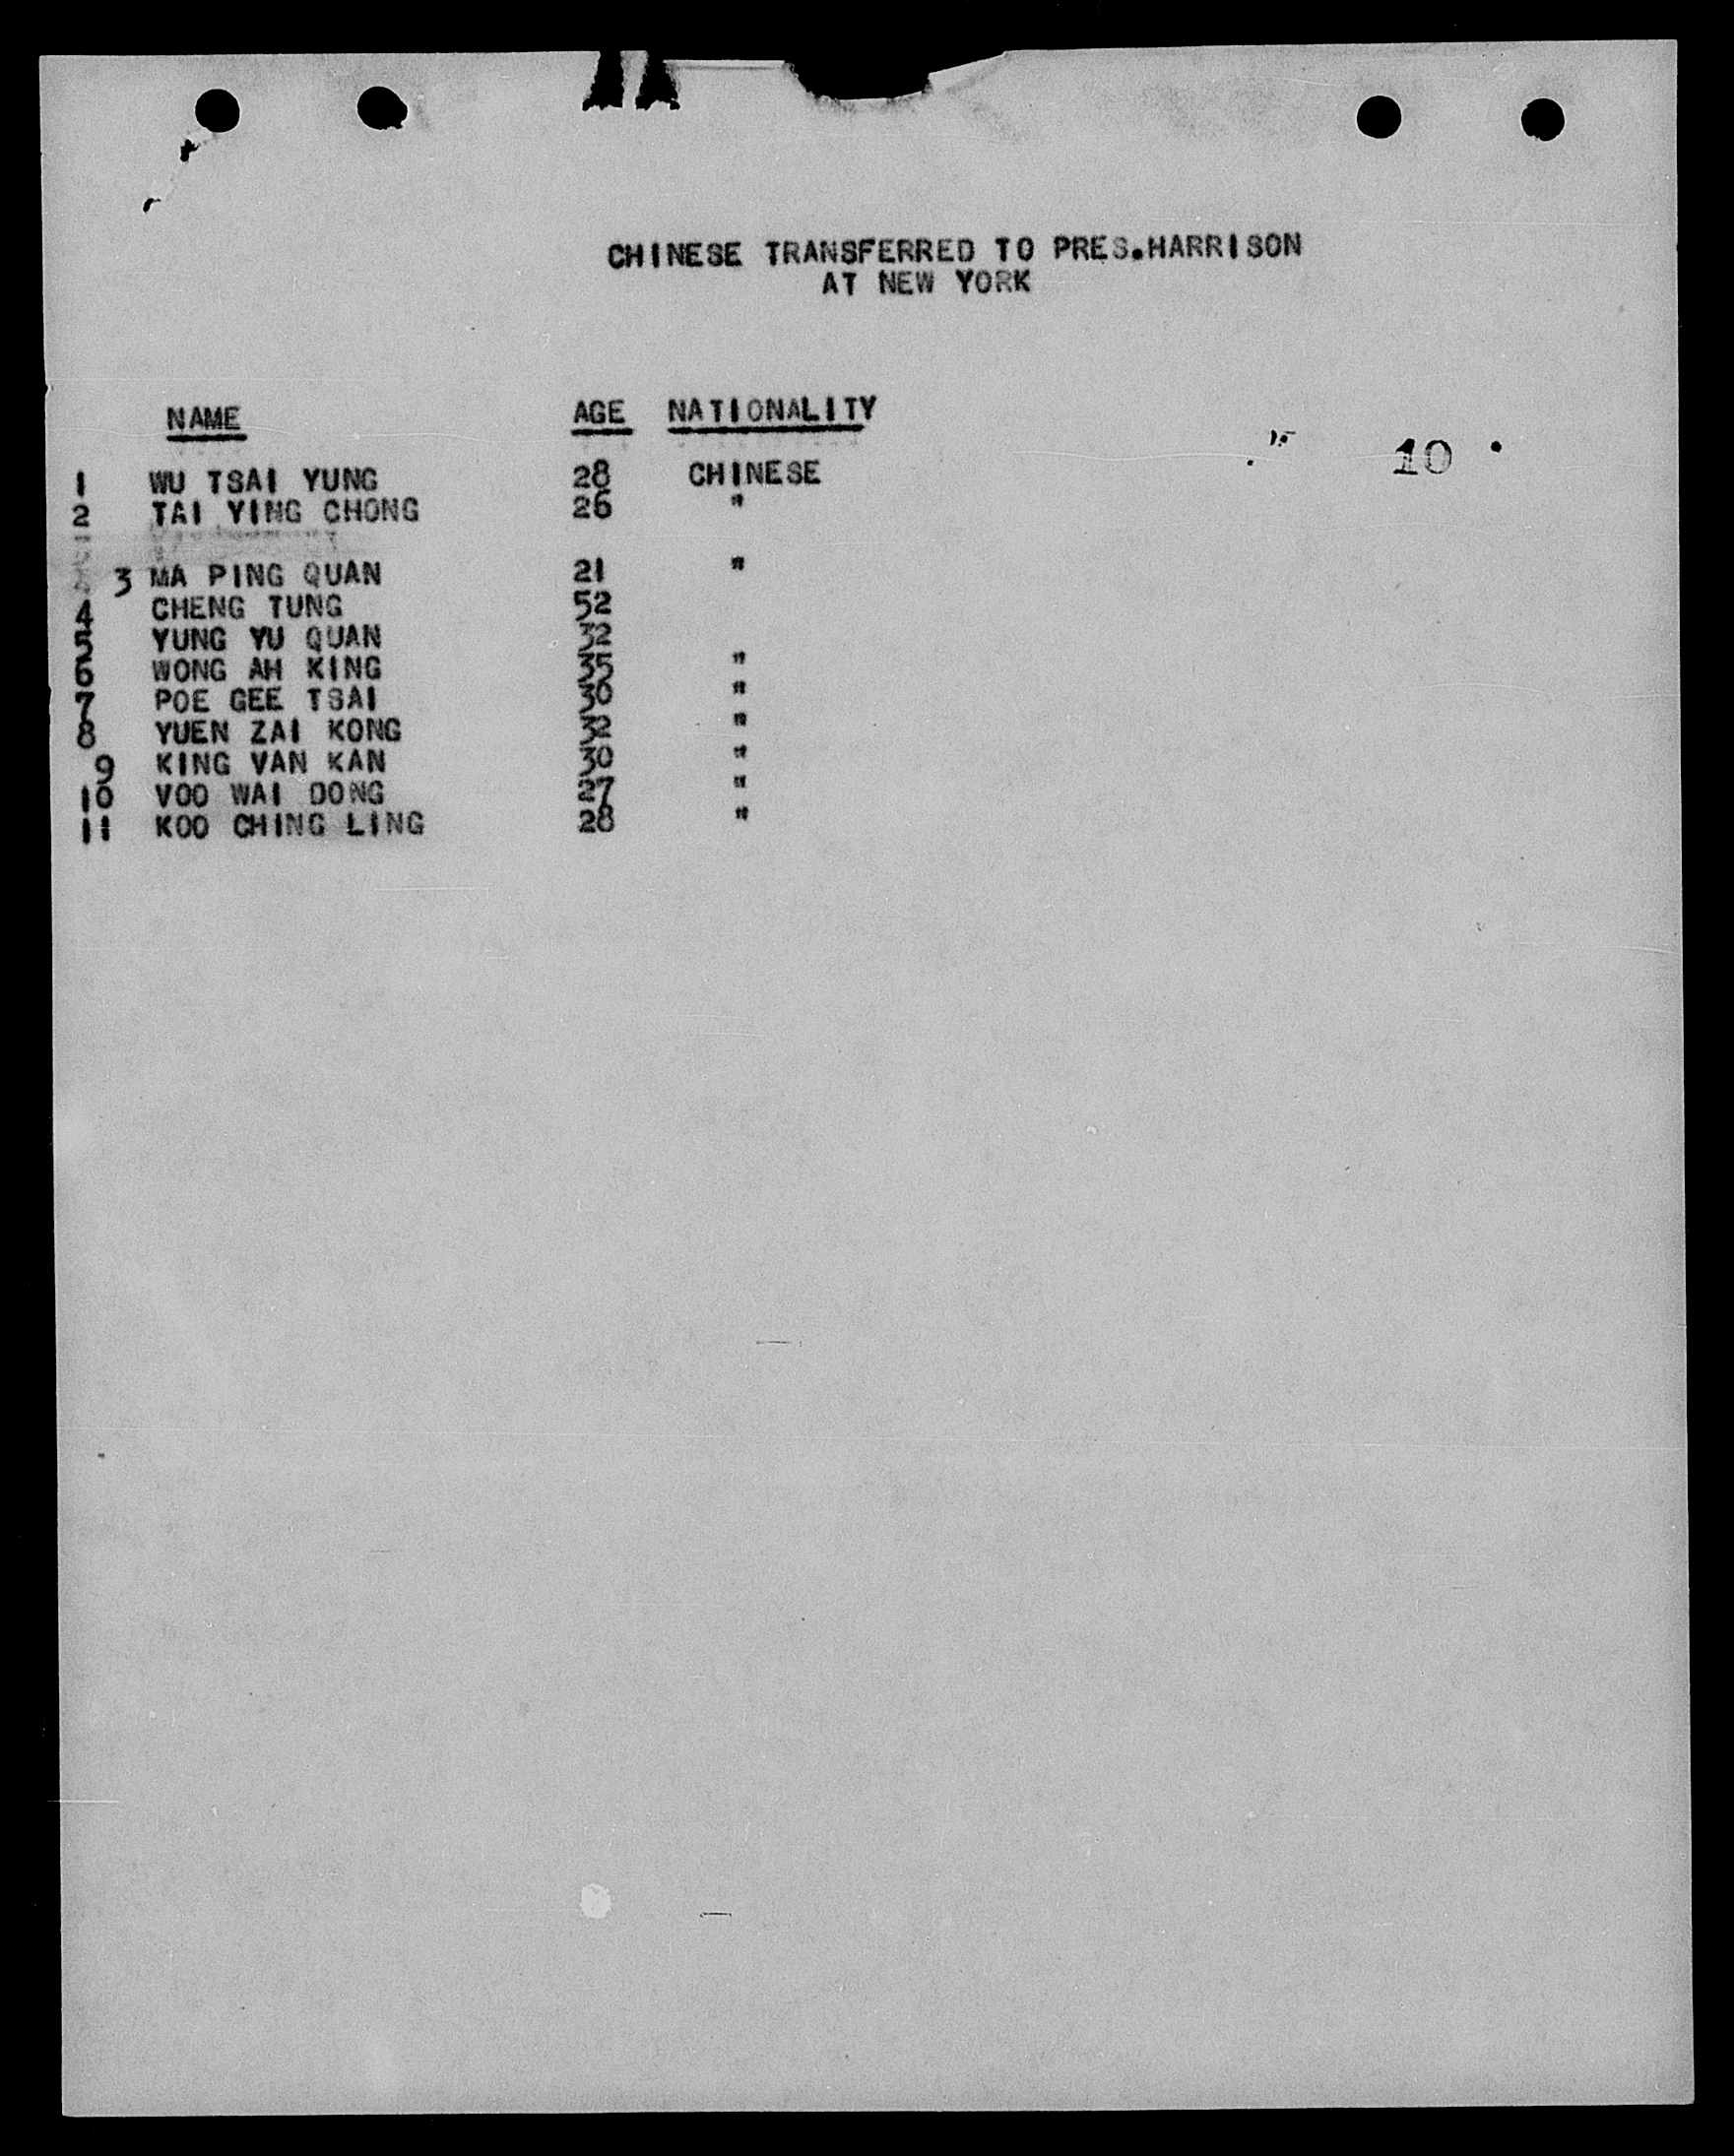 CHINESE TRANSFERRED TO PRES.HARRISON
AT NEW YORK
NAME AGE NATIONALITY
10
1 WU TSAI YUNG 28 CHINESE
2 TAI YING CHONG 26 "
3 MA PING QUAN 21 "
4 CHENG TUNG 52
5 YUNG YU QUAN 32
6 WONG AH KING 35 "
7 POE GEE TSAI 30 "
8 YUEN ZAI KONG 32 "
9 KING VAN KAN 30 "
10 VOO WAI DONG 27 "
11 KOO CHING LING 28 "